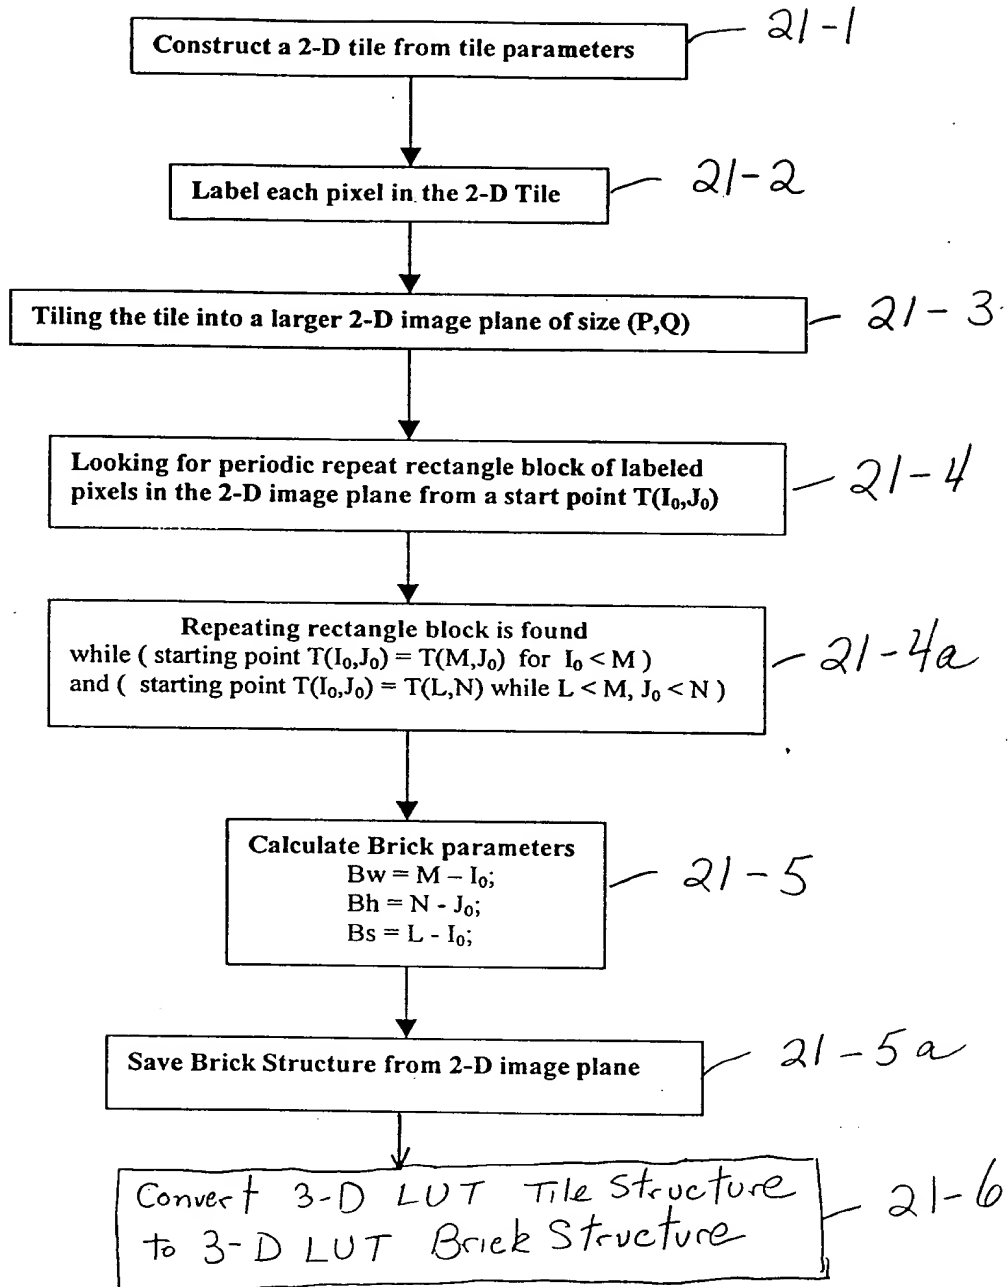 Construct a 2-D tile from tile parameters
21-1
Label each pixel in the 2-D Tile
21-2
Tiling the tile into a larger 2-D image plane of size (P,Q)
21-3
Looking for periodic repeat rectangle block of labeled
pixels in the 2-D image plane from a start point T(I₀,J₀)
21-4
Repeating rectangle block is found
while ( starting point T(I₀,J₀) = T(M,J₀) for I₀ < M )
and ( starting point T(I₀,J₀) = T(L,N) while L < M, J₀ < N )
21-4a
Calculate Brick parameters
Bw = M – I₀;
Bh = N - J₀;
Bs = L - I₀;
21-5
Save Brick Structure from 2-D image plane
21-5a
Convert 3-D LUT Tile Structure
to 3-D LUT Brick Structure
21-6